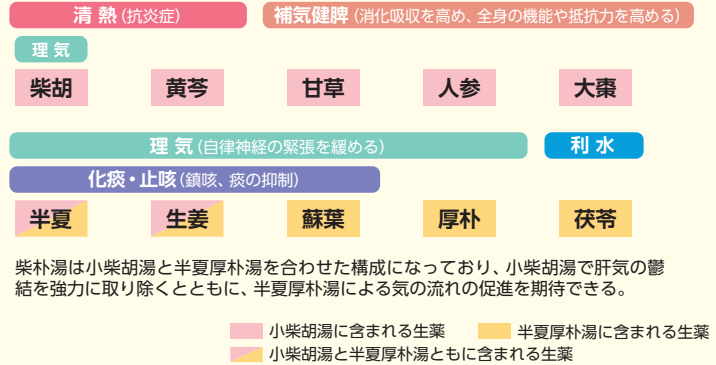 清 熱(抗炎症) 補気健脾(消化吸収を高め、全身の機能や抵抗力を高める)
理 気
柴胡 黄芩 甘草 人参 大棗
理 気(自律神経の緊張を緩める) 利 水
化痰・止咳(鎮咳、痰の抑制)
半夏 生姜 蘇葉 厚朴 茯苓
柴朴湯は小柴胡湯と半夏厚朴湯を合わせた構成になっており、小柴胡湯で肝気の鬱
結を強力に取り除くとともに、半夏厚朴湯による気の流れの促進を期待できる。
小柴胡湯に含まれる生薬 半夏厚朴湯に含まれる生薬
小柴胡湯と半夏厚朴湯ともに含まれる生薬